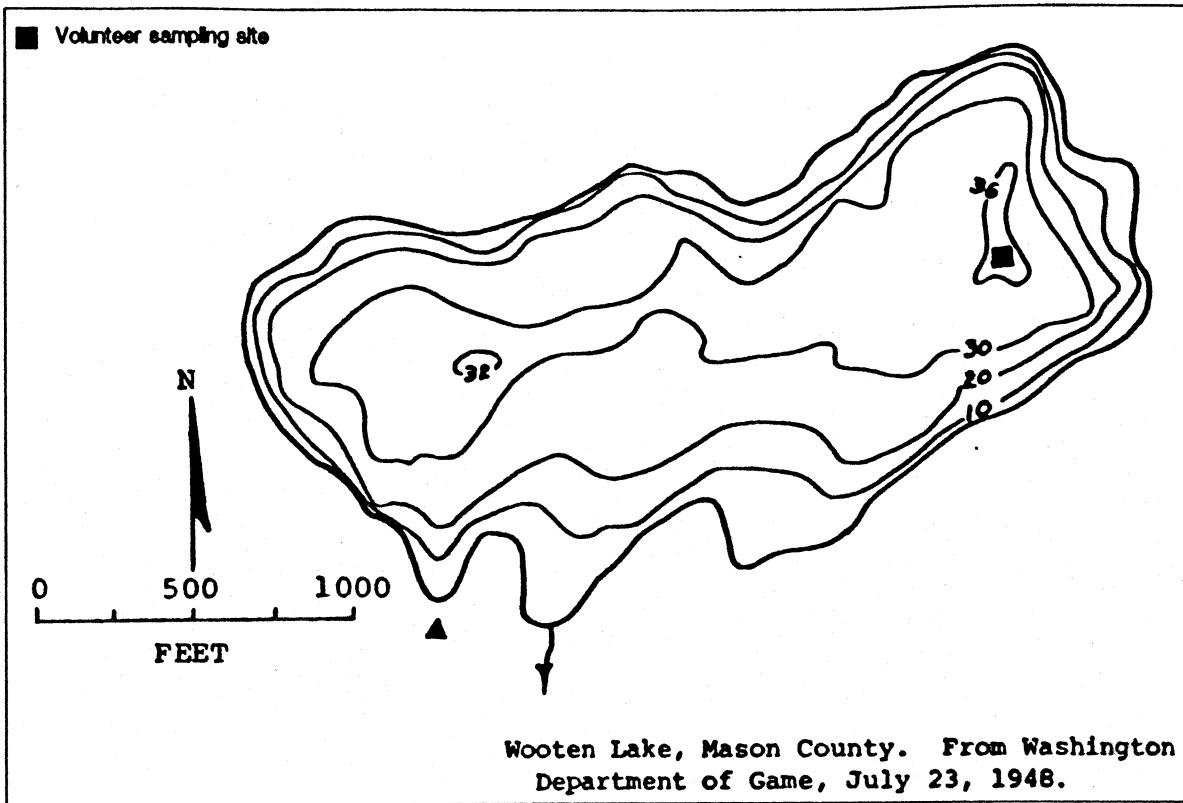 Volunteer sampling site
36
32
30
20
10
N
0 500 1000
FEET
Wooten Lake, Mason County. From Washington
Department of Game, July 23, 1948.